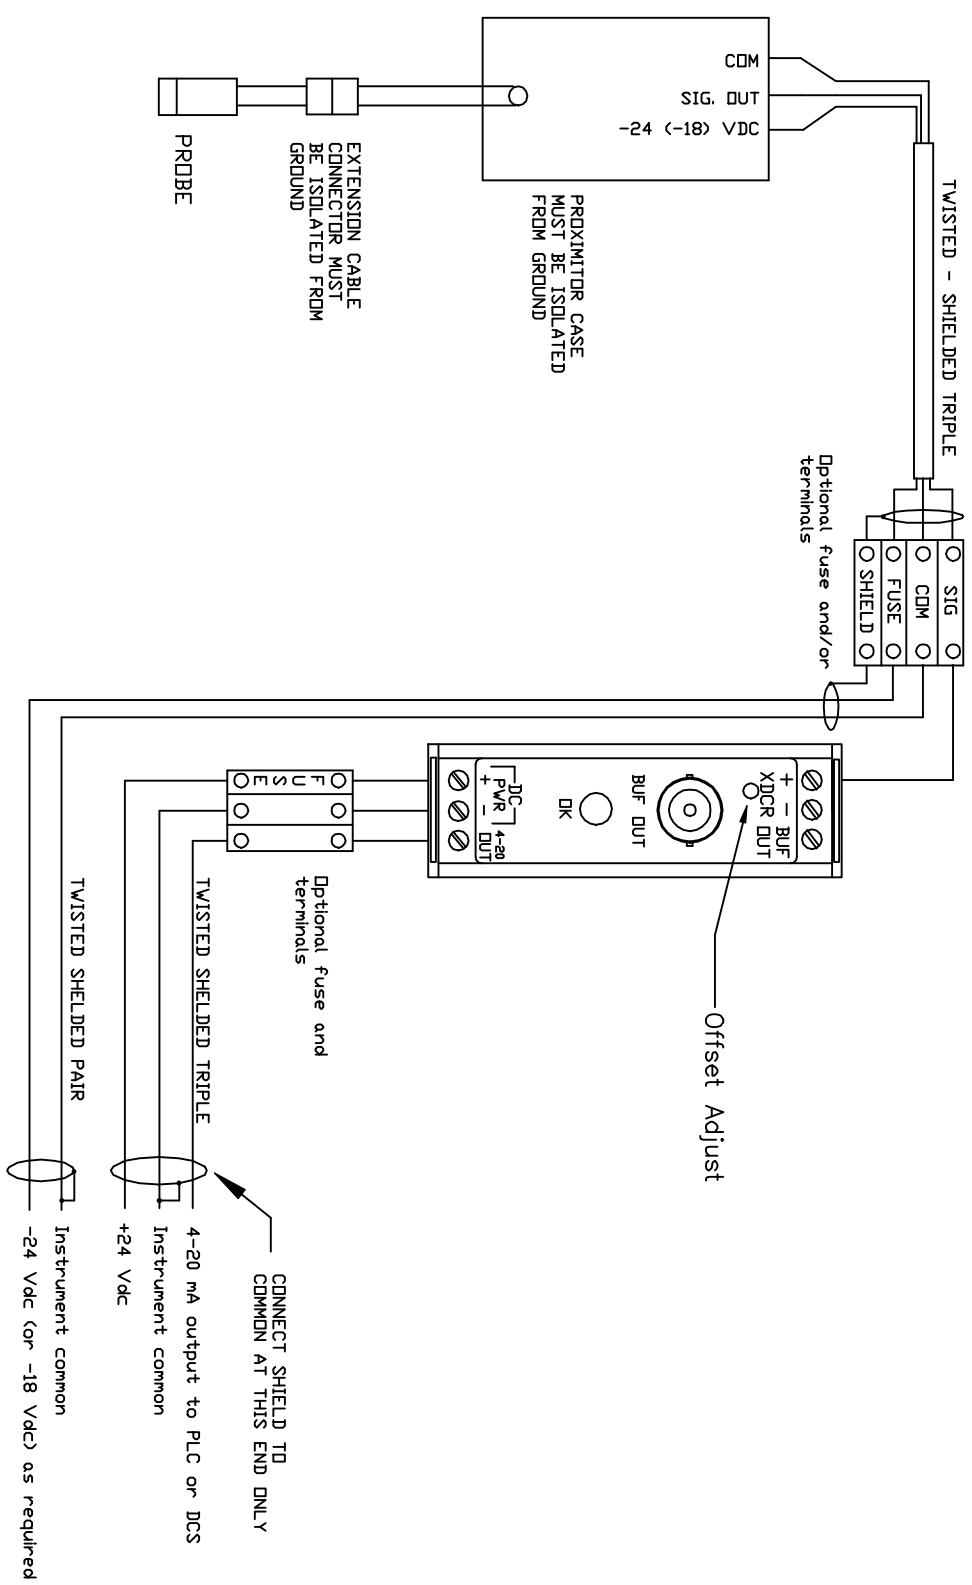 COM
SIG. OUT
-24 (-18) VDC
PROBE
EXTENSION CABLE
CONNECTOR MUST
BE ISOLATED FROM
GROUND
PROXIMITOR CASE
MUST BE ISOLATED
FROM GROUND
TWISTED - SHIELDED TRIPLE
Optional fuse and/or
terminals
SIG
COM
FUSE
SHIELD
+ - BUF
XDCR OUT
BUF OUT
OK
DC
PWR
+ -
4-20
OUT
FUSE
Offset Adjust
Optional fuse and
terminals
TWISTED SHELDED TRIPLE
TWISTED SHELDED PAIR
CONNECT SHIELD TO
COMMON AT THIS END ONLY
4-20 mA output to PLC or DCS
Instrument common
+24 Vdc
Instrument common
-24 Vdc (or -18 Vdc) as required